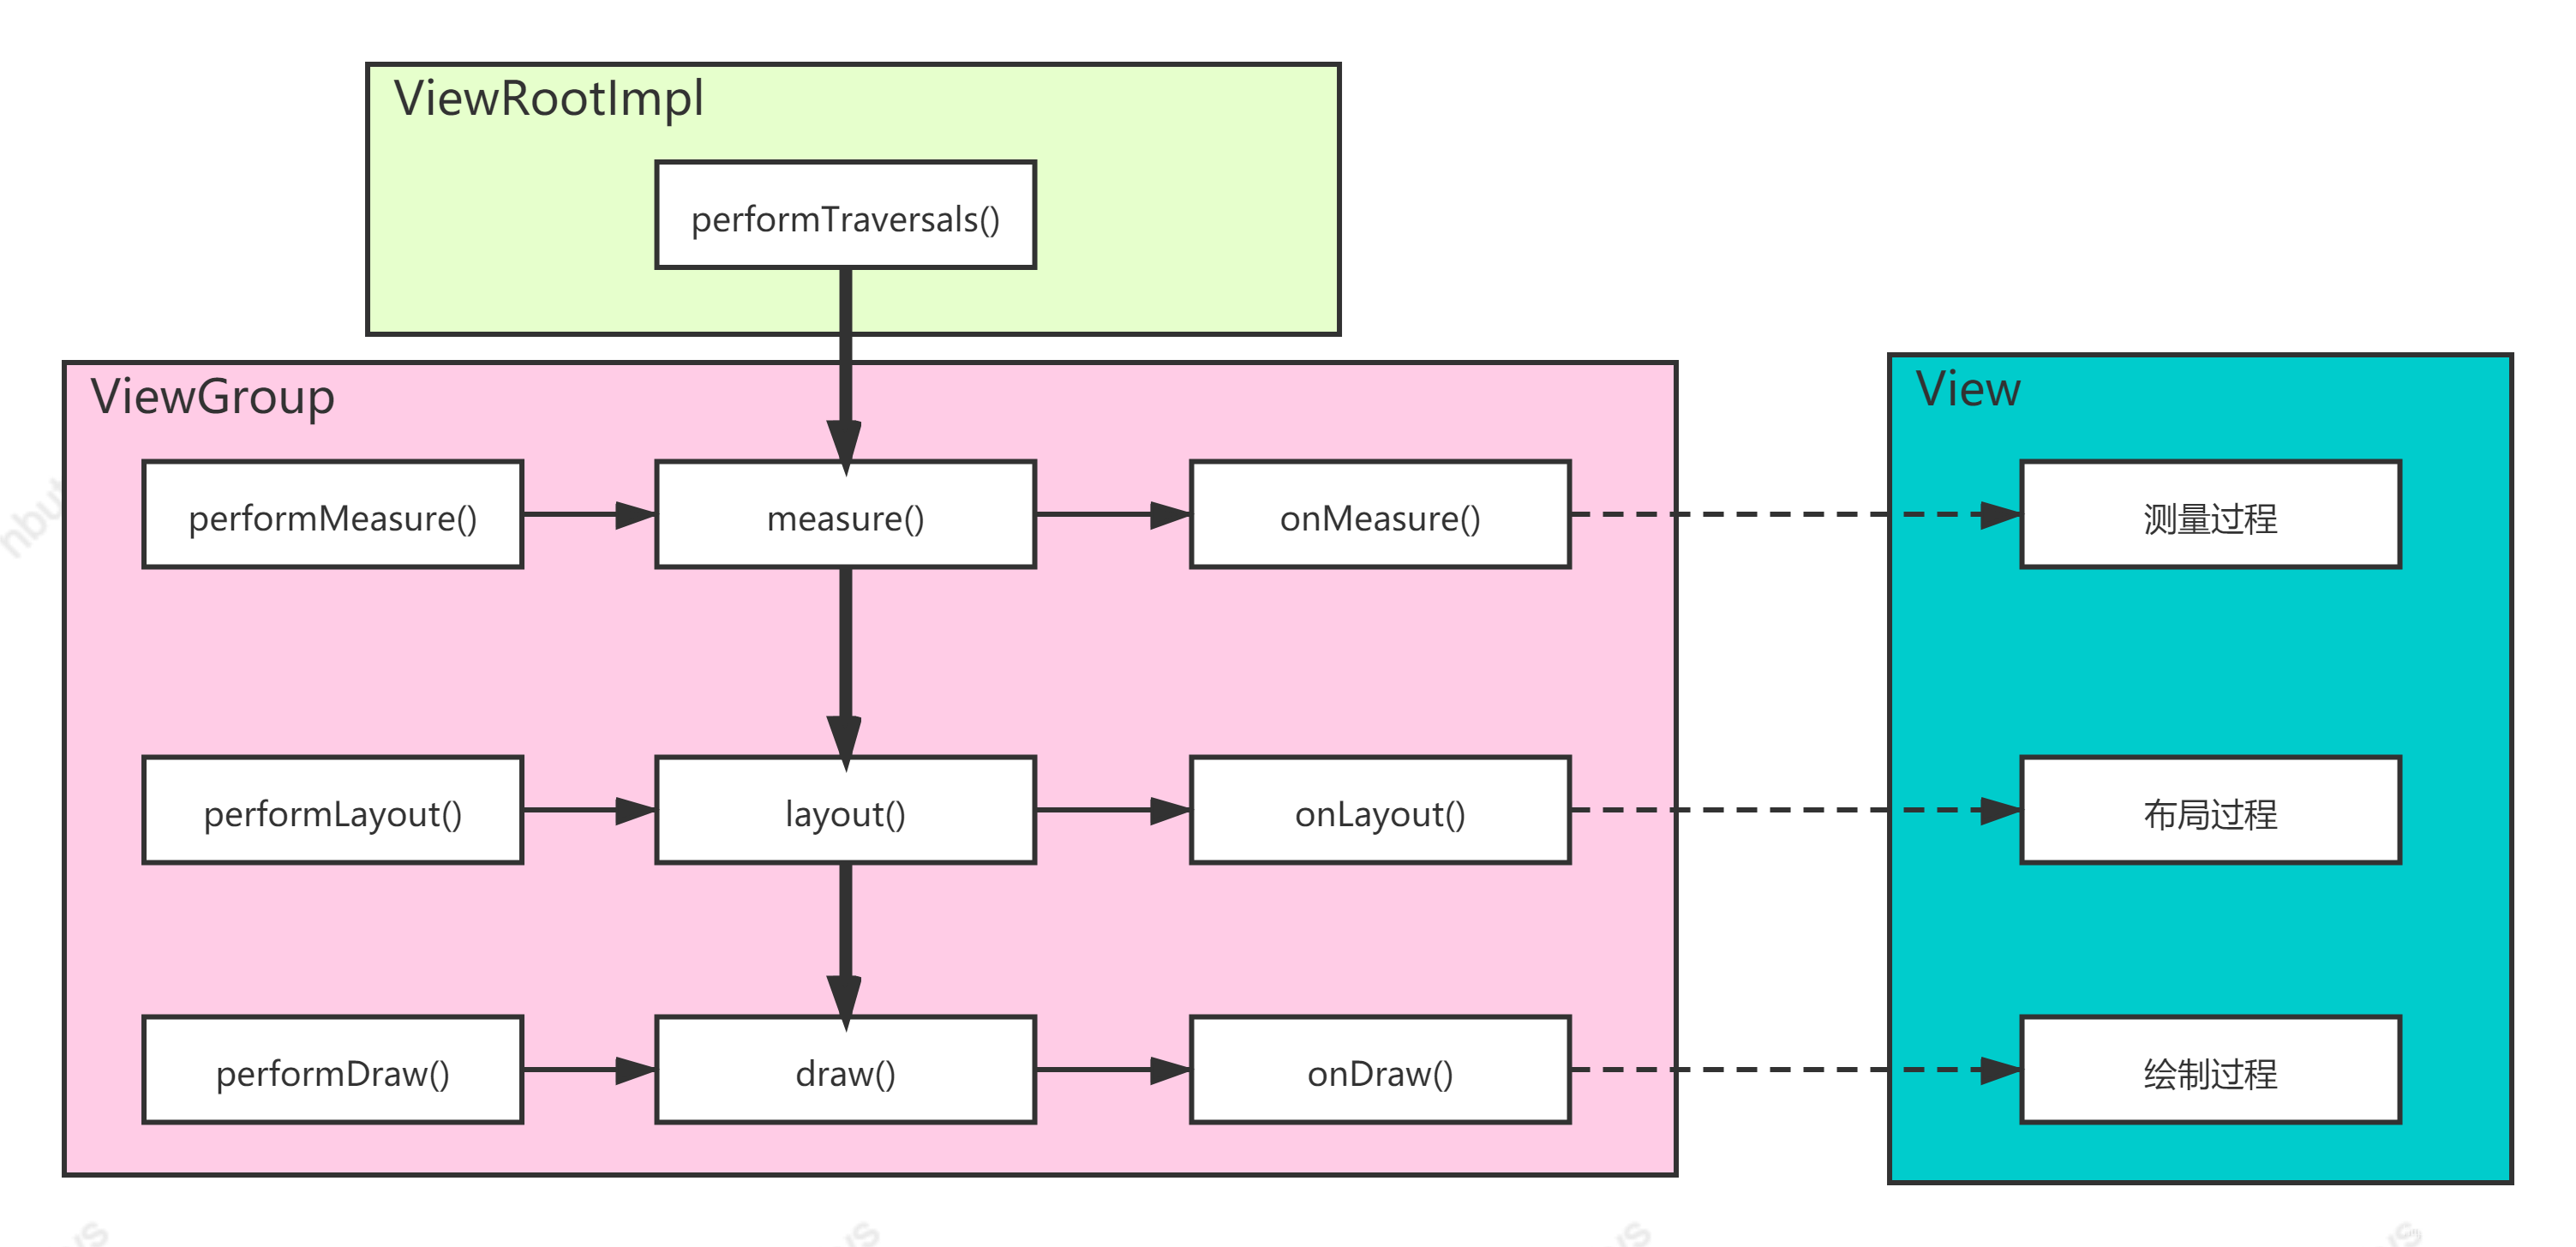 ViewRootImpl
performTraversals()
ViewGroup
View
performMeasure()
measure()
onMeasure()
测量过程
performLayout()
layout()
onLayout()
布局过程
performDraw()
draw()
onDraw()
绘制过程